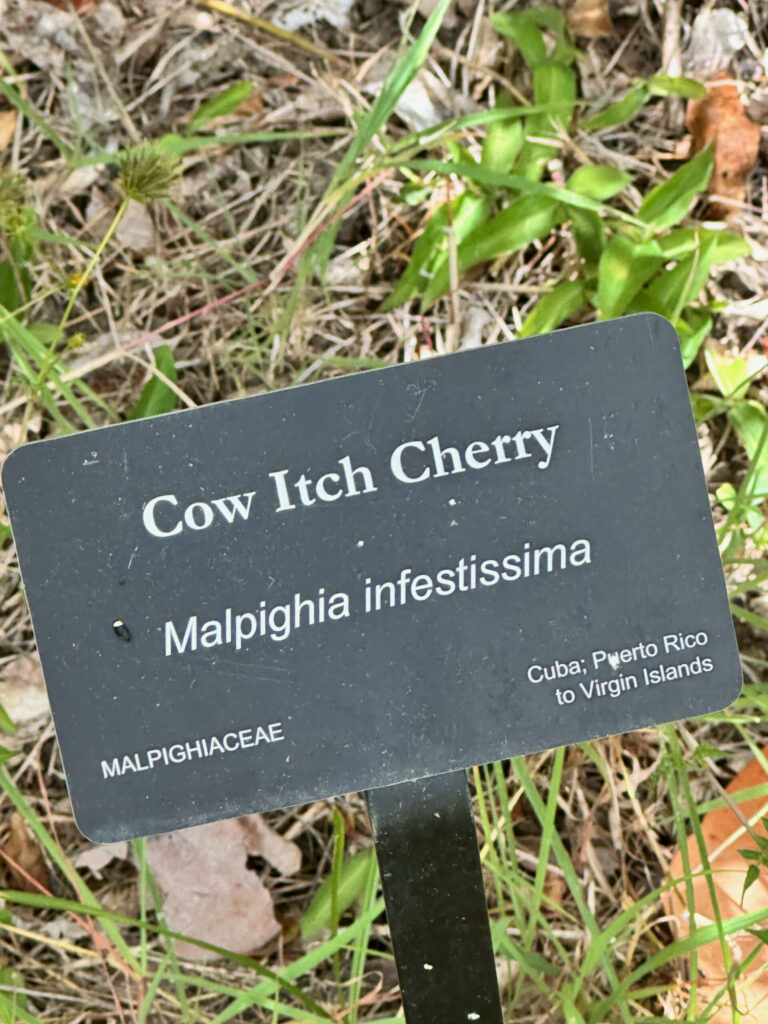 Cow Itch Cherry
Malpighia infestissima
Cuba; Puerto Rico
to Virgin Islands
MALPIGHIACEAE